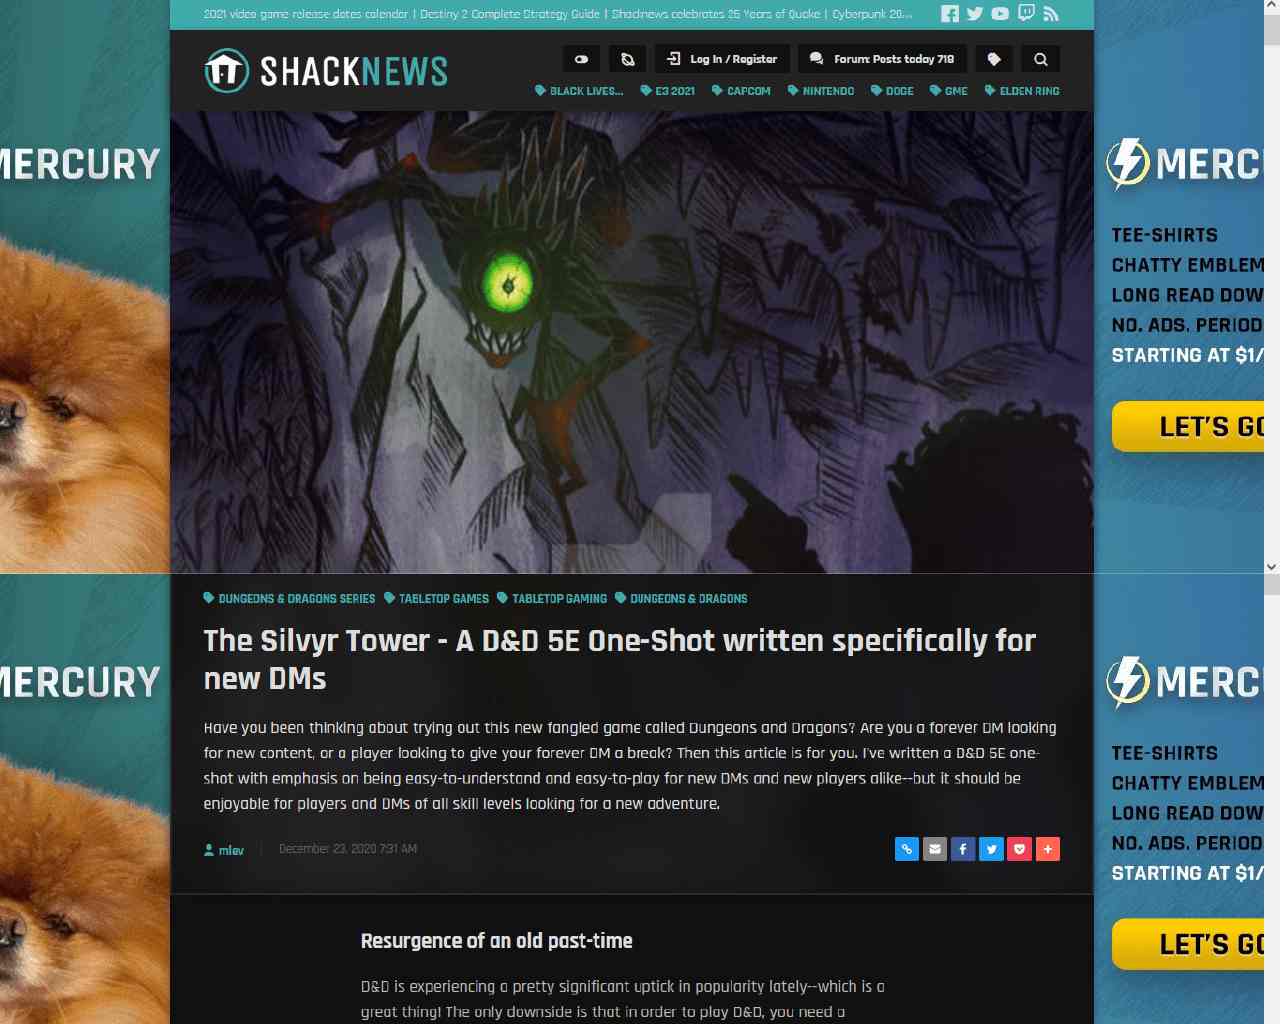 2021 video game release dates calendar | Destiny 2 Complete Strategy Guide | Shacknews celebrates 25 Years of Quake | Cyberpunk 20...
SHACKNEWS
Log In / Register
Forum: Posts today 719
BLACK LIVES...
E3 2021
CAPCOM
NINTENDO
DOGE
GME
ELDEN RING
MERCURY
MERCU
TEE-SHIRTS
CHATTY EMBLEM
LONG READ DOW
NO. ADS. PERIOD
STARTING AT $1/
LET'S GO
DUNGEONS & DRAGONS SERIES
TABLETOP GAMES
TABLETOP GAMING
DUNGEONS & DRAGONS
The Silvyr Tower - A D&D 5E One-Shot written specifically for
new DMs
Have you been thinking about trying out this new fangled game called Dungeons and Dragons? Are you a forever DM looking
for new content, or a player looking to give your forever DM a break? Then this article is for you. I've written a D&D 5E one-
shot with emphasis on being easy-to-understand and easy-to-play for new DMs and new players alike--but it should be
enjoyable for players and DMs of all skill levels looking for a new adventure.
mlev
December 23, 2020 7:31 AM
MERCURY
MERCU
TEE-SHIRTS
CHATTY EMBLEM
LONG READ DOW
NO. ADS. PERIOD
STARTING AT $1/
LET'S GO
Resurgence of an old past-time
D&D is experiencing a pretty significant uptick in popularity lately--which is a
great thing! The only downside is that in order to play D&D, you need a